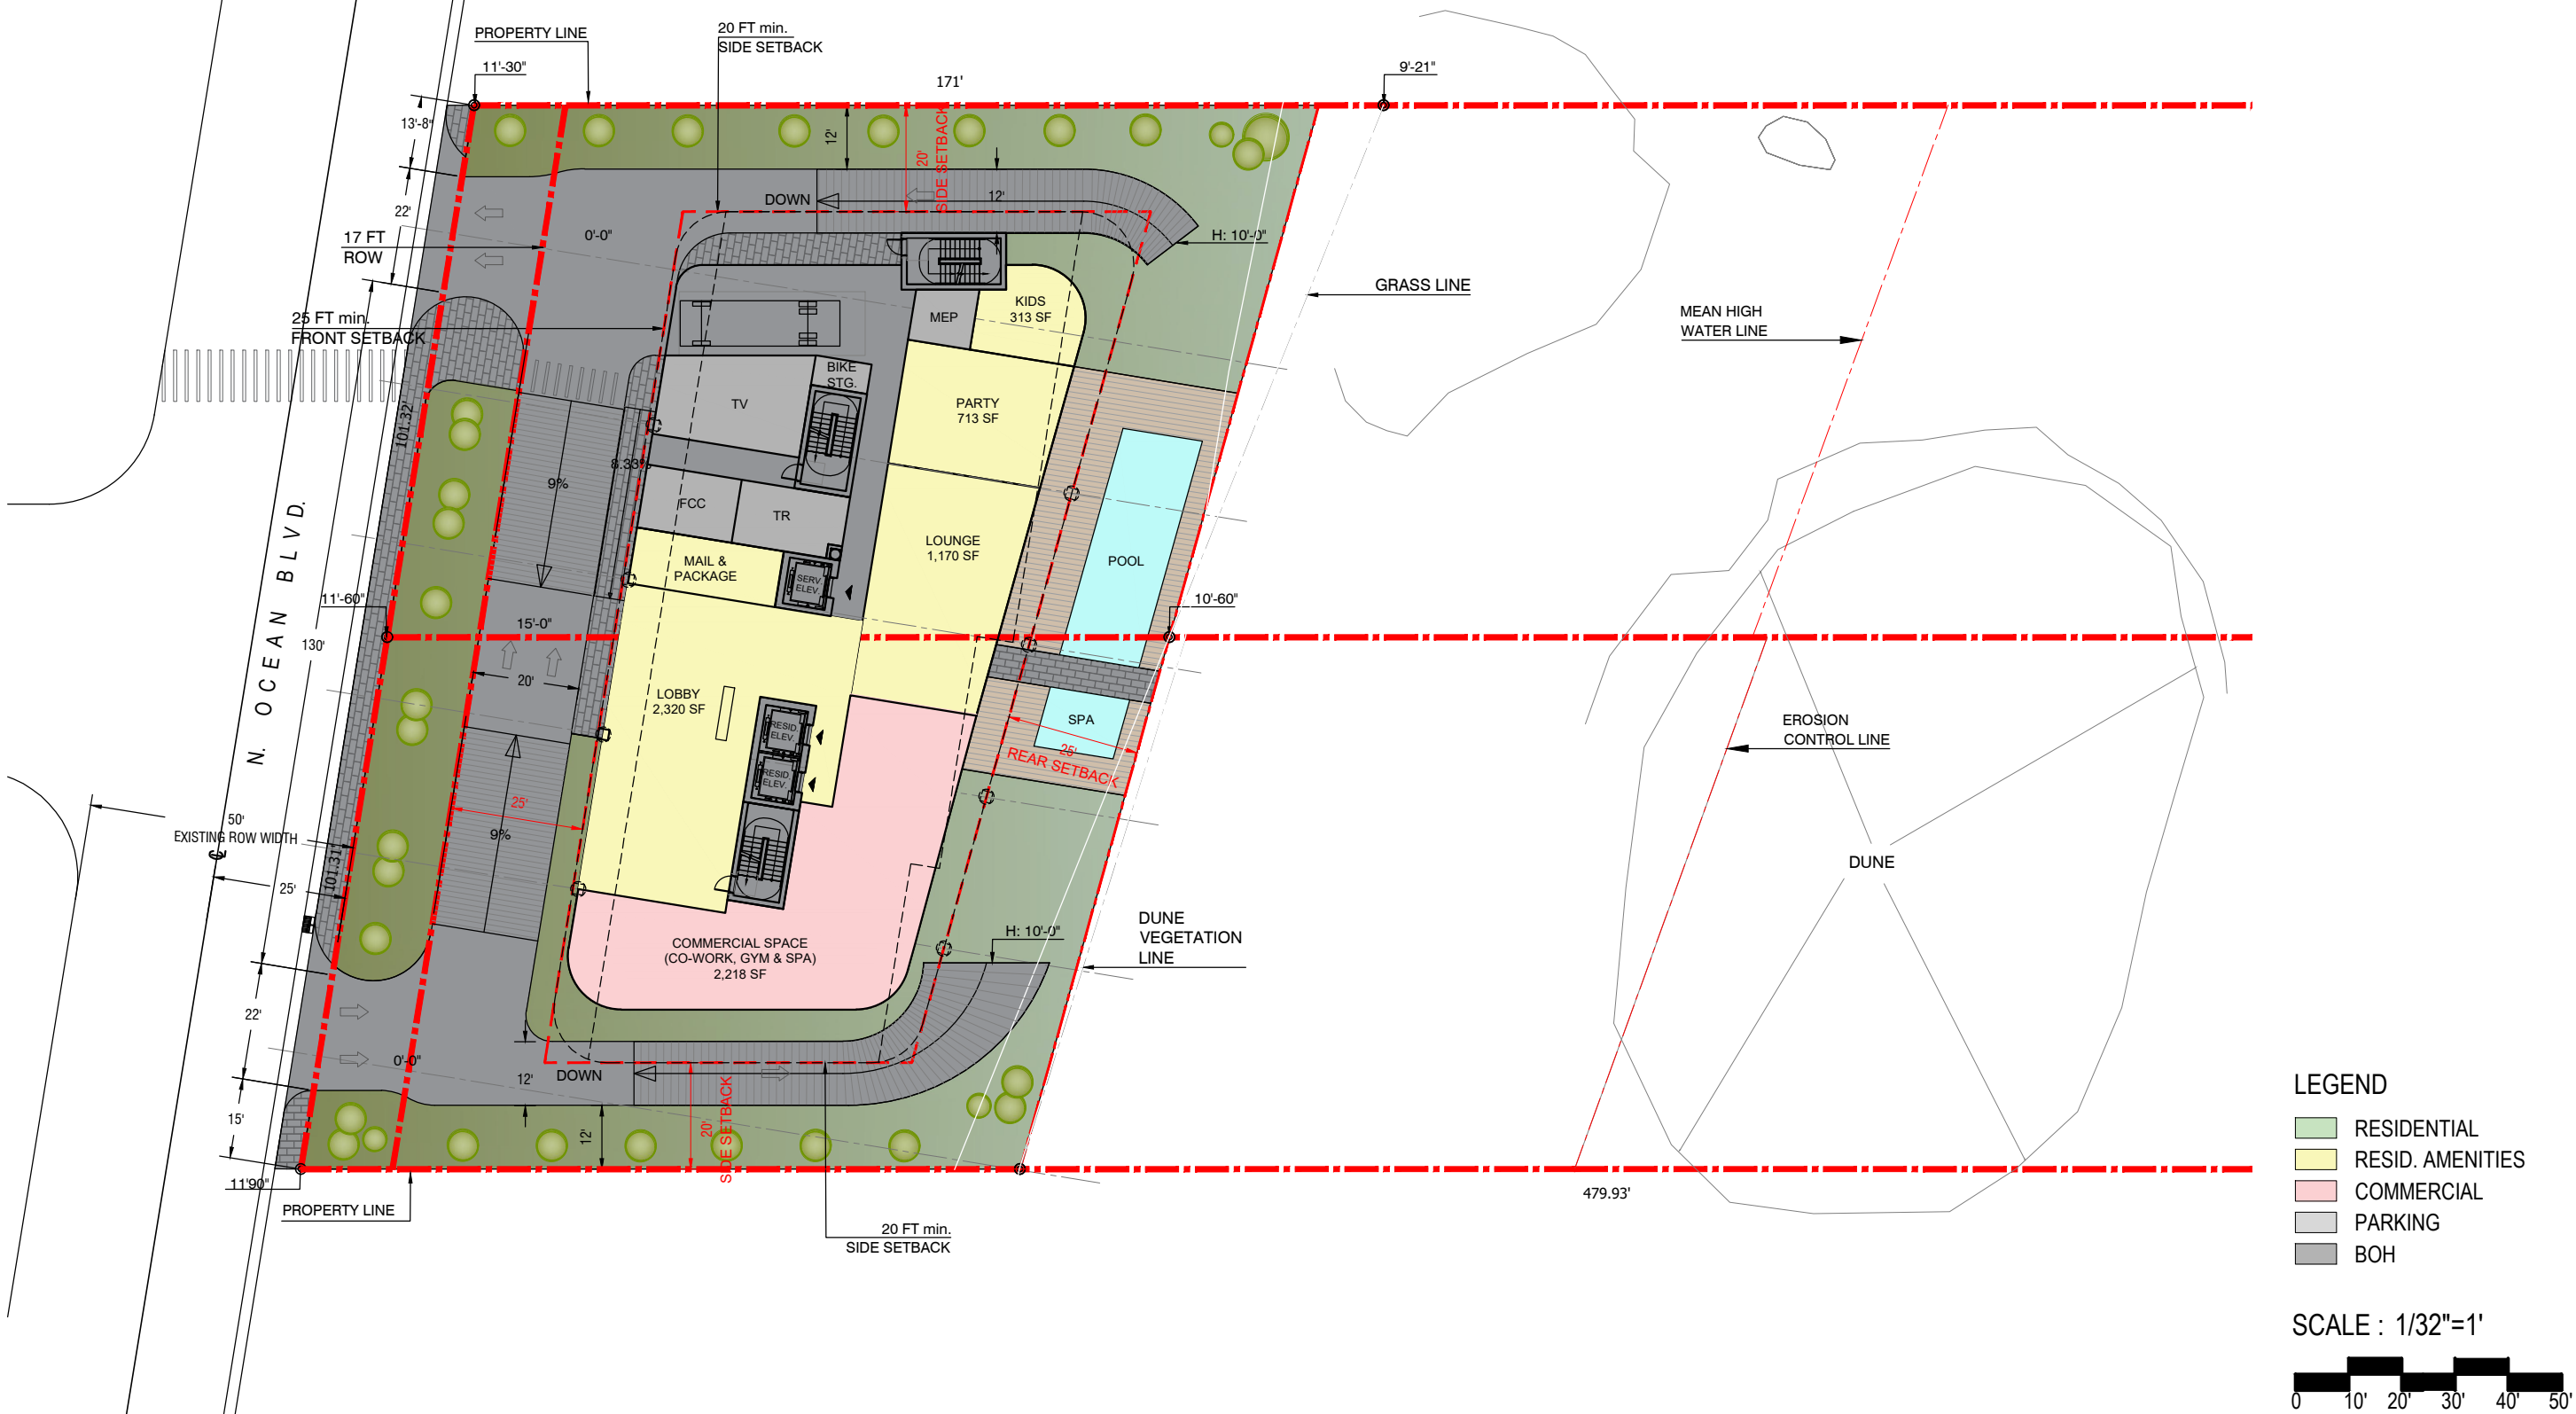 PROPERTY LINE
20 FT min.
SIDE SETBACK
11'-30"
171'
9'-21"
13'-8"
12'
20'
SIDE SETBACK
DOWN
12'
22'
0'-0"
H: 10'-0"
17 FT
ROW
GRASS LINE
KIDS
313 SF
MEP
MEAN HIGH
WATER LINE
25 FT min.
FRONT SETBACK
BIKE
STG.
TV
PARTY
713 SF
101.32'
8.33%
9%
FCC
TR
LOUNGE
1,170 SF
POOL
MAIL &
PACKAGE
SERV.
ELEV.
11'-60"
10'-60"
15'-0"
N. OCEAN BLVD.
130'
20'
LOBBY
2,320 SF
RESID.
ELEV.
SPA
25'
REAR SETBACK
EROSION
CONTROL LINE
RESID.
ELEV.
25'
9%
50'
EXISTING ROW WIDTH
101.31'
25'
DUNE
DUNE
VEGETATION
LINE
H: 10'-0"
COMMERCIAL SPACE
(CO-WORK, GYM & SPA)
2,218 SF
22'
0'-0"
12'
DOWN
15'
12'
20'
SIDE SETBACK
11'90"
PROPERTY LINE
20 FT min.
SIDE SETBACK
479.93'
LEGEND
RESIDENTIAL
RESID. AMENITIES
COMMERCIAL
PARKING
BOH
SCALE : 1/32"=1'
0 10' 20' 30' 40' 50'